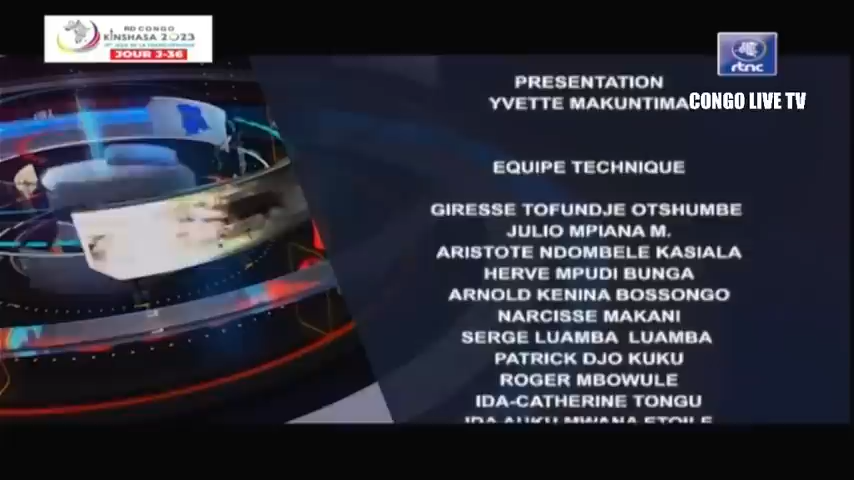 RD CONGO
KINSHASA 2023
JOUR J-36
rtnc
CONGO LIVE TV
PRESENTATION
YVETTE MAKUNTIMA
EQUIPE TECHNIQUE
GIRESSE TOFUNDJE OTSHUMBE
JULIO MPIANA M.
ARISTOTE NDOMBELE KASIALA
HERVE MPUDI BUNGA
ARNOLD KENINA BOSSONGO
NARCISSE MAKANI
SERGE LUAMBA LUAMBA
PATRICK DJO KUKU
ROGER MBOWULE
IDA-CATHERINE TONGU